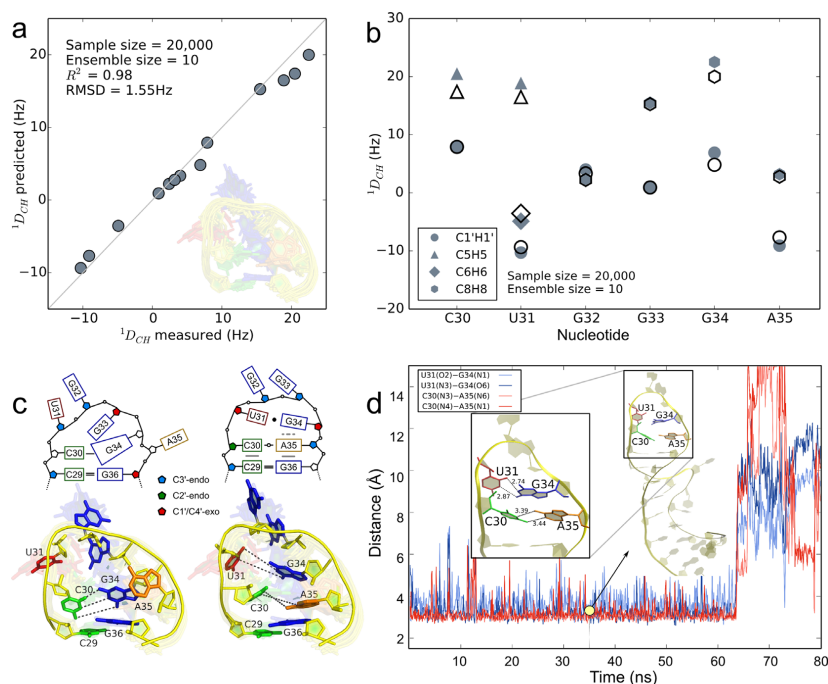 a
Sample size = 20,000
Ensemble size = 10
R² = 0.98
RMSD = 1.55Hz
¹D_CH predicted (Hz)
20
10
0
−10
−10 0 10 20
¹D_CH measured (Hz)
b
¹D_CH (Hz)
30
20
10
0
−10
−20
C1'H1'
C5H5
C6H6
C8H8
Sample size = 20,000
Ensemble size = 10
C30 U31 G32 G33 G34 A35
Nucleotide
c
G32
U31
G33
G34
A35
C30
C29 G36
G32
G33
U31
G34
C30 A35
C29 G36
C3'-endo
C2'-endo
C1'/C4'-exo
U31
C30
G34
A35
G36
C29
U31
G34
C30
A35
G36
C29
d
U31(O2)−G34(N1)
U31(N3)−G34(O6)
C30(N3)−A35(N6)
C30(N4)−A35(N1)
Distance (Å)
14
12
10
8
6
4
2
U31
G34
C30
A35
2.74
2.87
3.39
3.44
U31
G34
C30
A35
10 20 30 40 50 60 70 80
Time (ns)